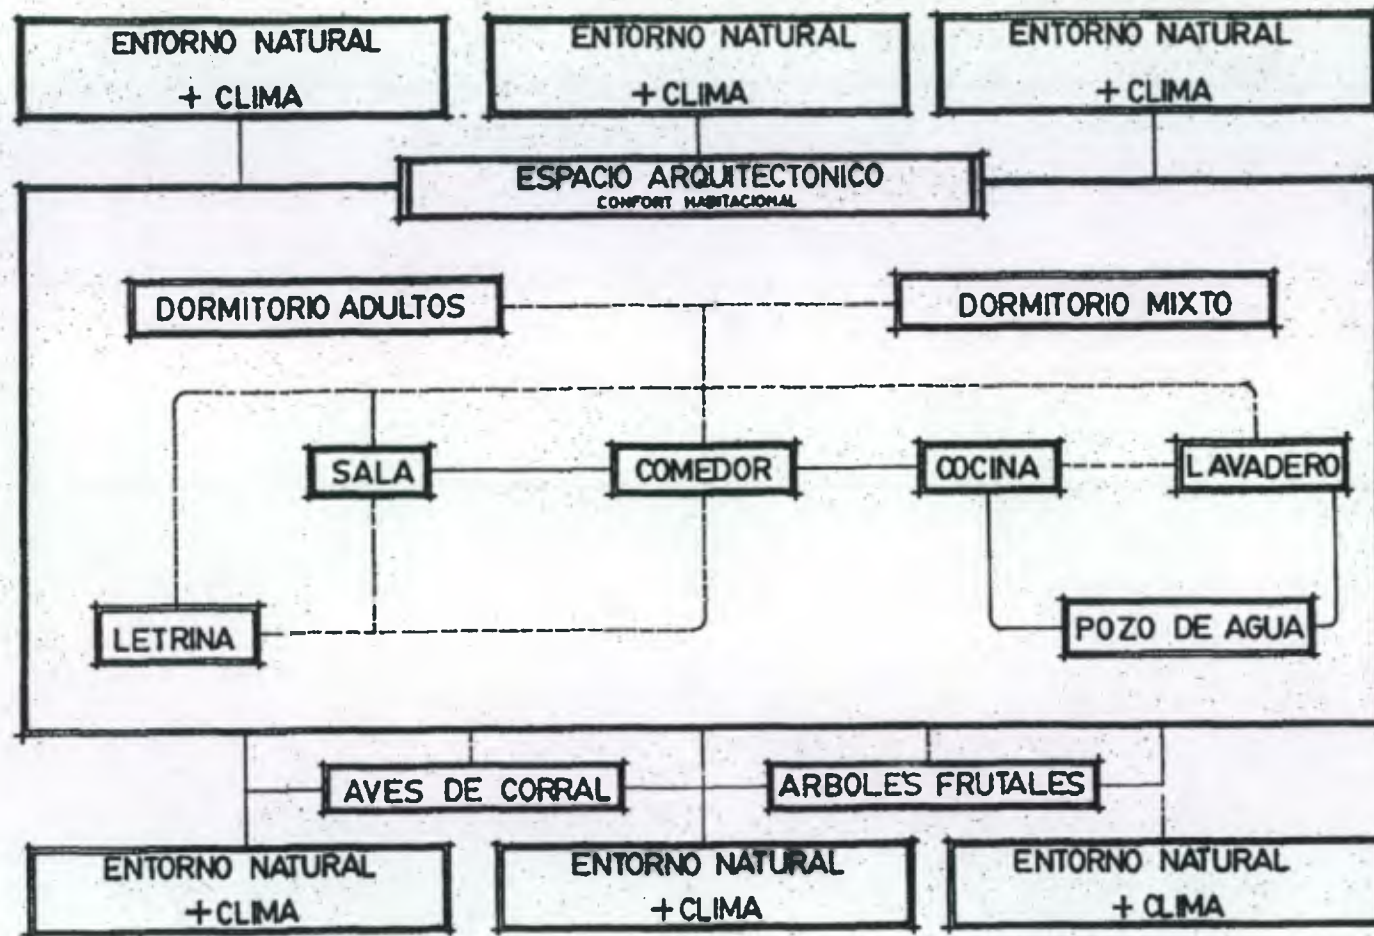 ENTORNO NATURAL
+ CLIMA
ENTORNO NATURAL
+ CLIMA
ENTORNO NATURAL
+ CLIMA
ESPACIO ARQUITECTONICO
CONFORT HABITACIONAL
DORMITORIO ADULTOS
DORMITORIO MIXTO
SALA
COMEDOR
COCINA
LAVADERO
LETRINA
POZO DE AGUA
AVES DE CORRAL
ARBOLES FRUTALES
ENTORNO NATURAL
+ CLIMA
ENTORNO NATURAL
+ CLIMA
ENTORNO NATURAL
+ CLIMA